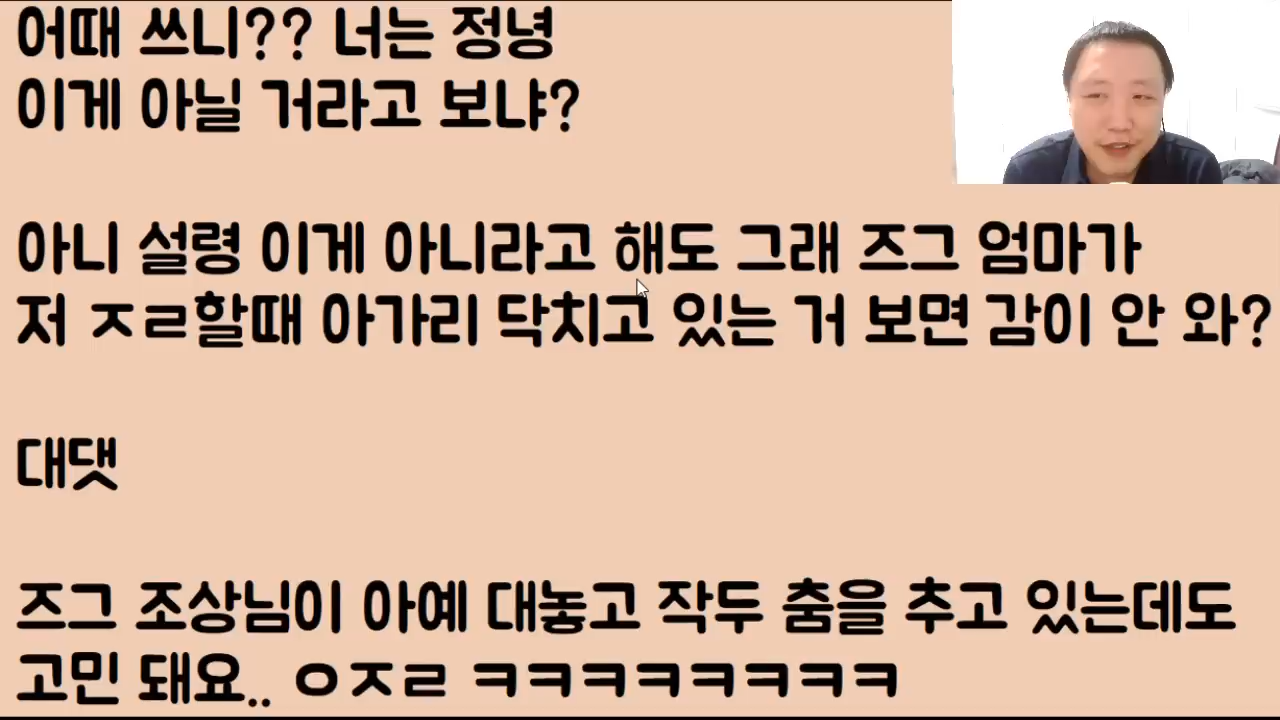 어때 쓰니?? 너는 정녕
이게 아닐 거라고 보냐?
아니 설령 이게 아니라고 해도 그래 즈그 엄마가
저 ㅈㄹ할때 아가리 닥치고 있는 거 보면 감이 안 와?
대댓
즈그 조상님이 아예 대놓고 작두 춤을 추고 있는데도
고민 돼요.. ㅇㅈㄹ ㅋㅋㅋㅋㅋㅋㅋㅋ